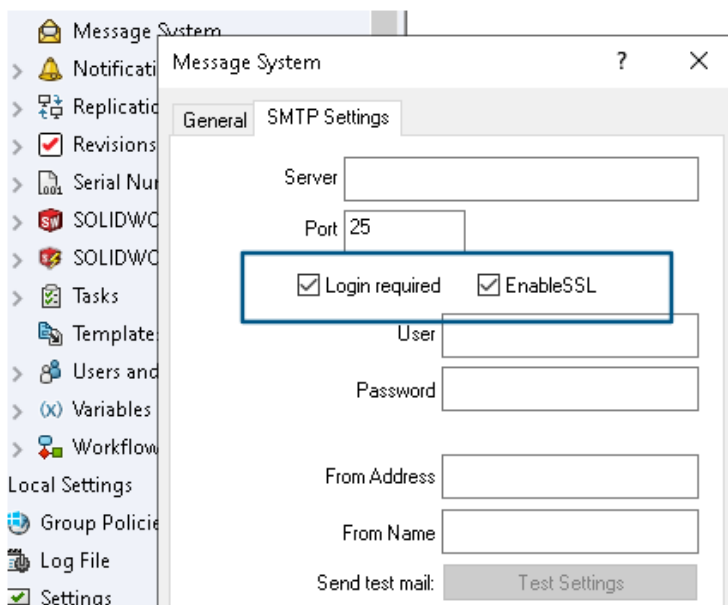 Message System
Notificati
Replicatio
Revisions
Serial Nur
SOLIDWO
SOLIDWO
Tasks
Template
Users and
(x) Variables
Workflow
Local Settings
Group Policie
Log File
Settings
Message System
? ×
General
SMTP Settings
Server
Port 25
Login required
EnableSSL
User
Password
From Address
From Name
Send test mail:
Test Settings